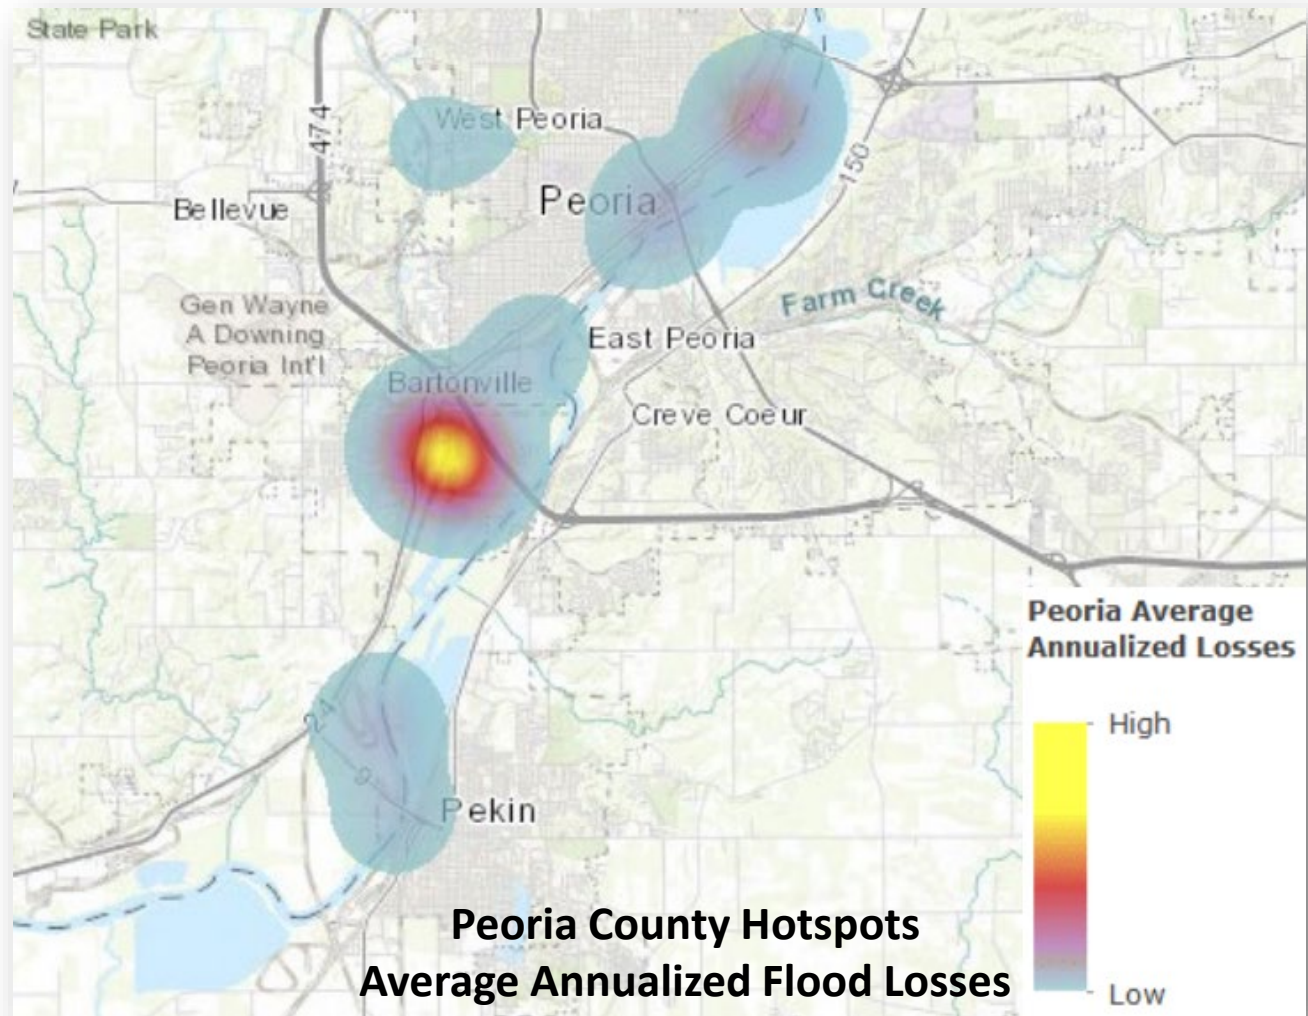 State Park
474
West Peoria
150
Peoria
Bellevue
Farm Creek
Gen Wayne
A Downing
Peoria Int'l
East Peoria
Bartonville
Creve Coeur
Peoria Average
Annualized Losses
High
Low
24
9
Pekin
Peoria County Hotspots
Average Annualized Flood Losses